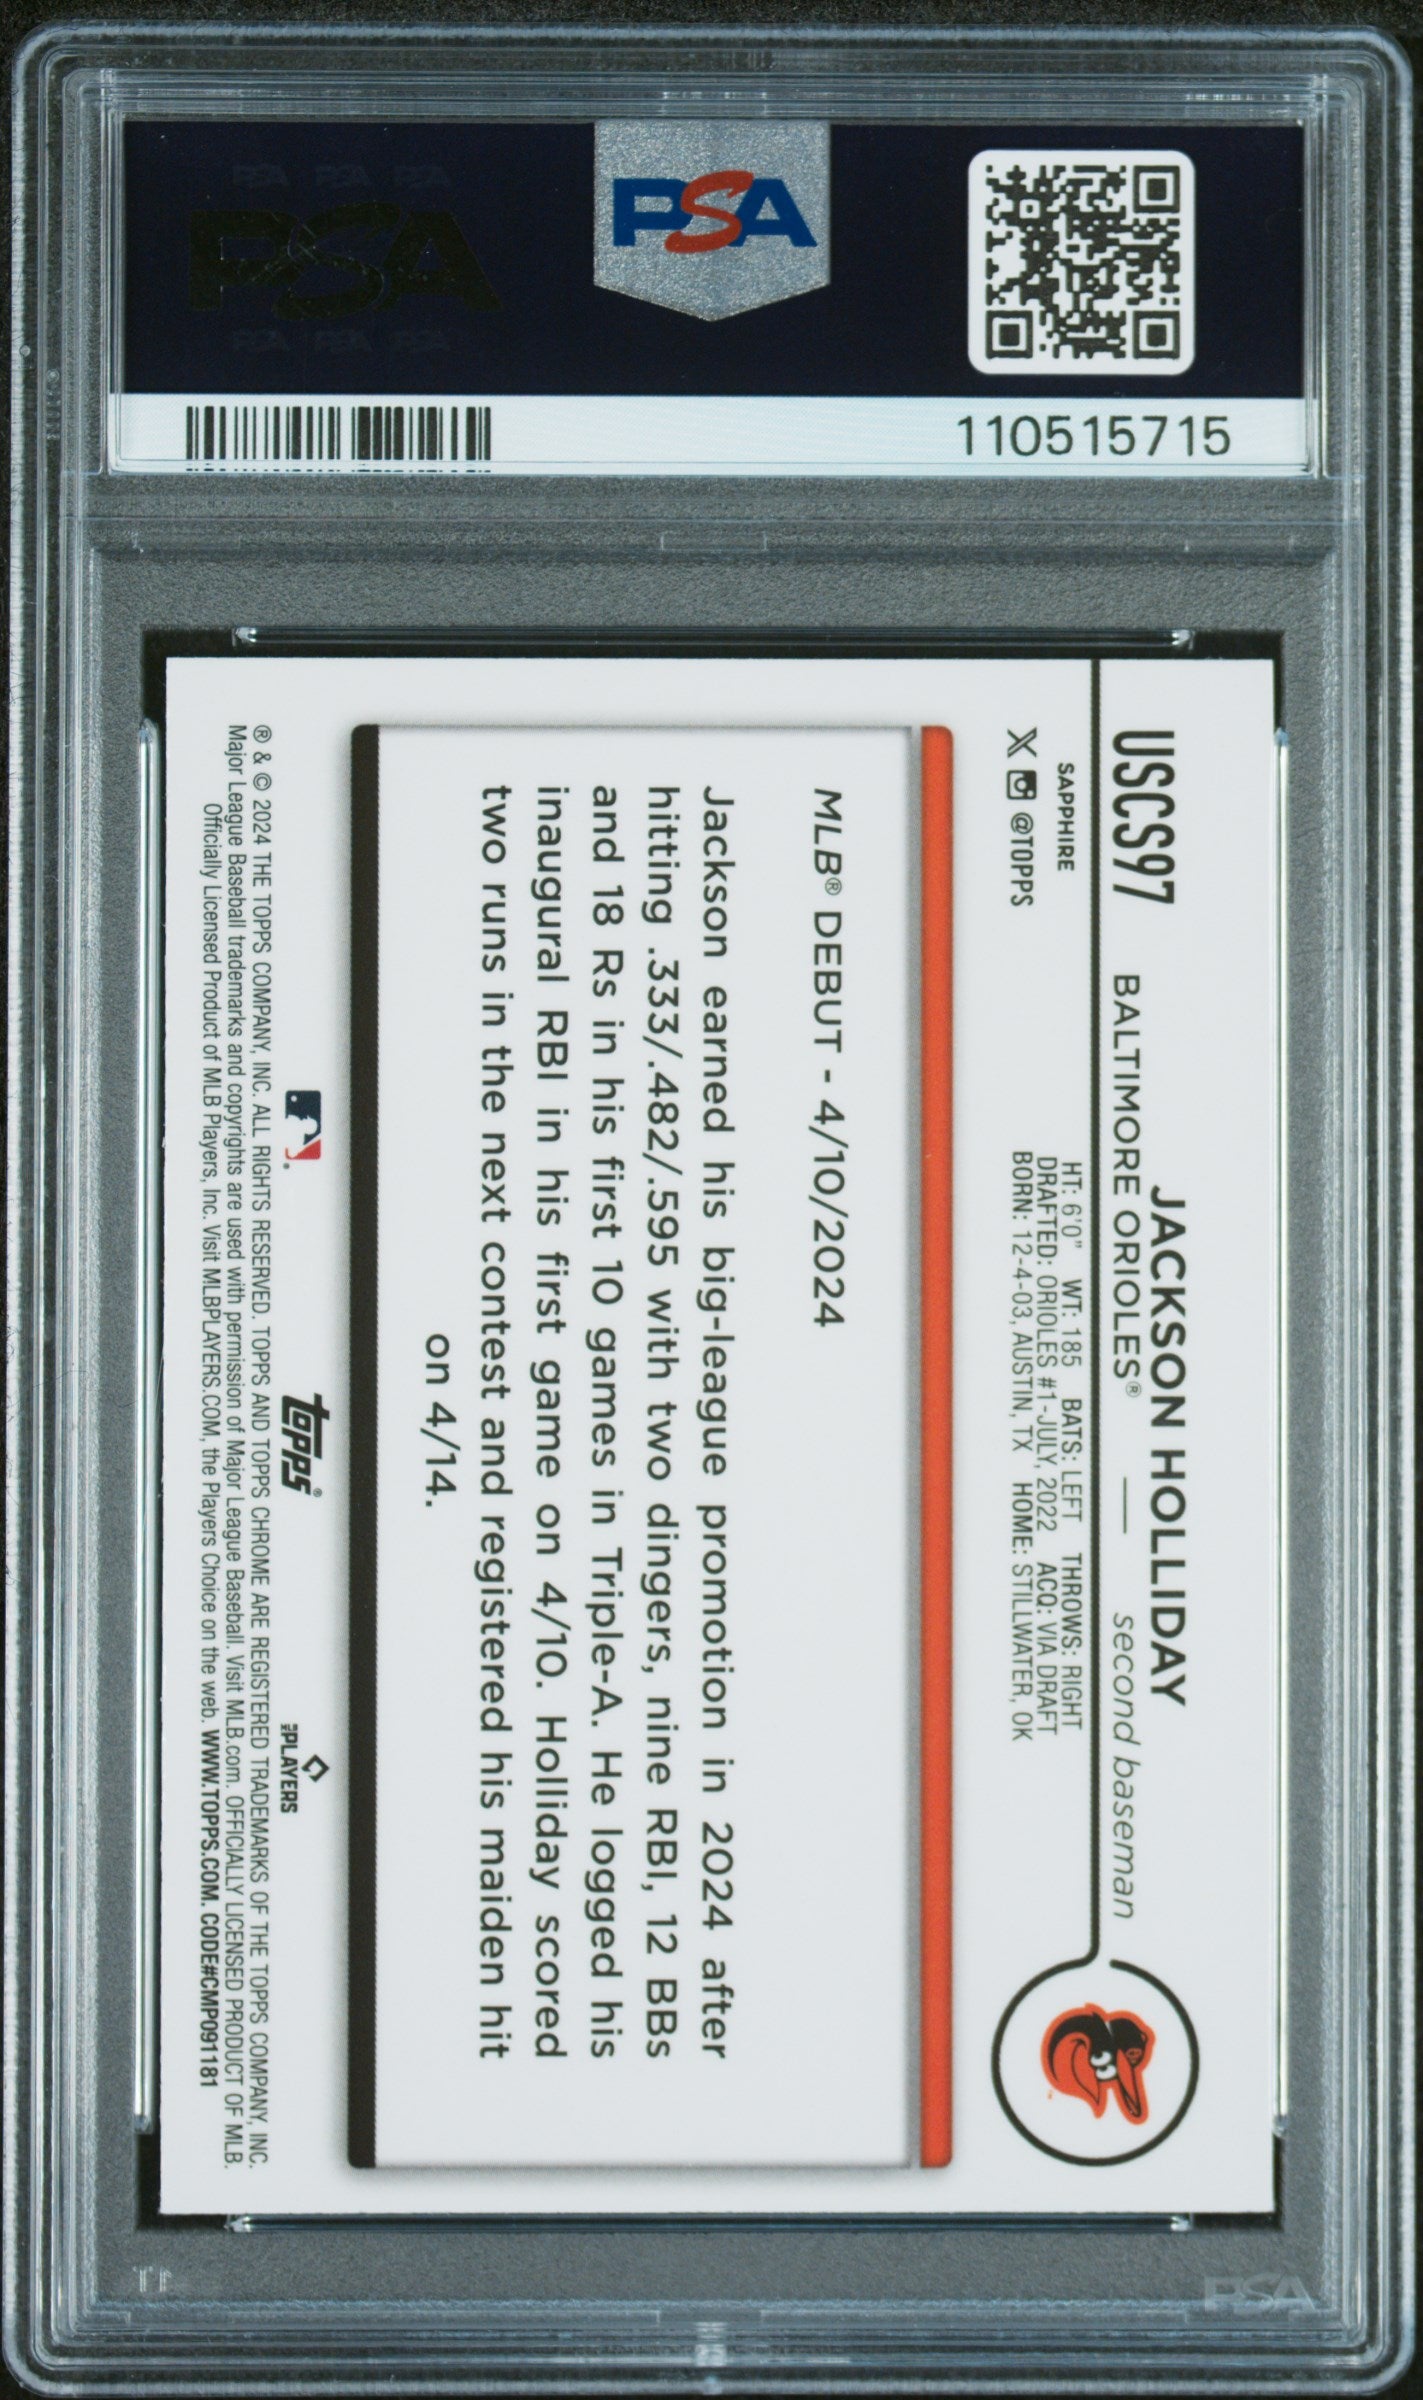 PSA PSA PSA
PSA
PSA PSA PSA
PSA
110515715
USCS97
JACKSON HOLLIDAY
BALTIMORE ORIOLES® — second baseman
SAPPHIRE
X @TOPPS
HT: 6'0" WT: 185 BATS: LEFT THROWS: RIGHT
DRAFTED: ORIOLES #1-JULY, 2022 ACQ: VIA DRAFT
BORN: 12-4-03, AUSTIN, TX HOME: STILLWATER, OK
MLB® DEBUT - 4/10/2024
Jackson earned his big-league promotion in 2024 after
hitting .333/.482/.595 with two dingers, nine RBI, 12 BBs
and 18 Rs in his first 10 games in Triple-A. He logged his
inaugural RBI in his first game on 4/10. Holliday scored
two runs in the next contest and registered his maiden hit
on 4/14.
topps®
MLB PLAYERS
® & © 2024 THE TOPPS COMPANY, INC. ALL RIGHTS RESERVED. TOPPS AND TOPPS CHROME ARE REGISTERED TRADEMARKS OF THE TOPPS COMPANY, INC.
Major League Baseball trademarks and copyrights are used with permission of Major League Baseball. Visit MLB.com. OFFICIALLY LICENSED PRODUCT OF MLB.
Officially Licensed Product of MLB Players, Inc. Visit MLBPLAYERS.COM, the Players Choice on the web. WWW.TOPPS.COM. CODE#CMP091181
PSA